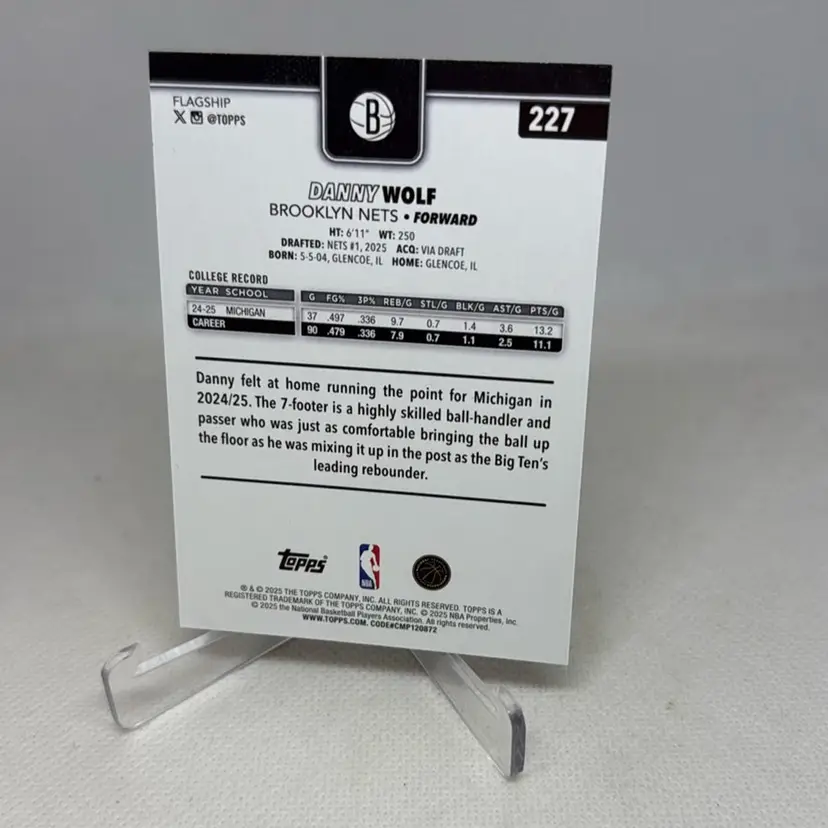 FLAGSHIP
@TOPPS
B
227
DANNY WOLF
BROOKLYN NETS • FORWARD
HT: 6'11" WT: 250
DRAFTED: NETS #1, 2025 ACQ: VIA DRAFT
BORN: 5-5-04, GLENCOE, IL HOME: GLENCOE, IL
COLLEGE RECORD
YEAR SCHOOL G FG% 3P% REB/G STL/G BLK/G AST/G PTS/G
24-25 MICHIGAN 37 .497 .336 9.7 0.7 1.4 3.6 13.2
CAREER 90 .479 .336 7.9 0.7 1.1 2.5 11.1
Danny felt at home running the point for Michigan in
2024/25. The 7-footer is a highly skilled ball-handler and
passer who was just as comfortable bringing the ball up
the floor as he was mixing it up in the post as the Big Ten's
leading rebounder.
topps NBA
® & © 2025 THE TOPPS COMPANY, INC. ALL RIGHTS RESERVED. TOPPS IS A
REGISTERED TRADEMARK OF THE TOPPS COMPANY, INC. © 2025 NBA Properties, Inc.
© 2025 the National Basketball Players Association. All rights reserved.
WWW.TOPPS.COM. CODE#CMP120872